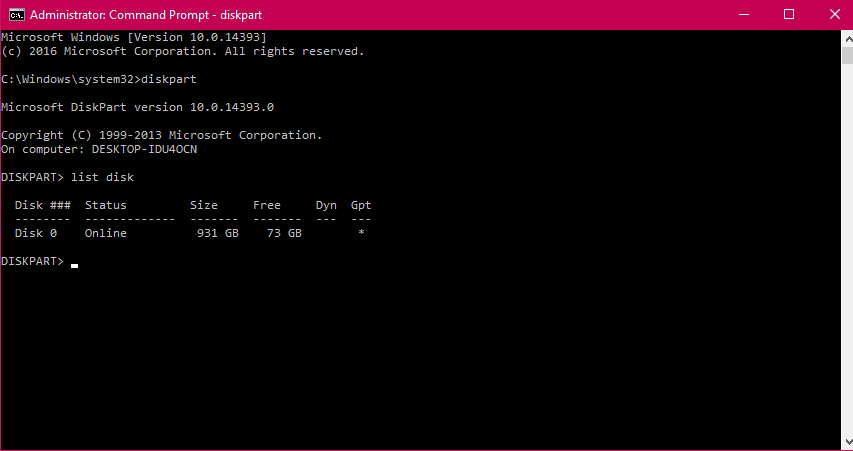 Administrator: Command Prompt - diskpart
Microsoft Windows [Version 10.0.14393]
(c) 2016 Microsoft Corporation. All rights reserved.
C:\Windows\system32>diskpart
Microsoft DiskPart version 10.0.14393.0
Copyright (C) 1999-2013 Microsoft Corporation.
On computer: DESKTOP-IDU4OCN
DISKPART> list disk
  Disk ###  Status         Size     Free     Dyn  Gpt
  --------  -------------  -------  -------  ---  ---
  Disk 0    Online          931 GB    73 GB        *
DISKPART>